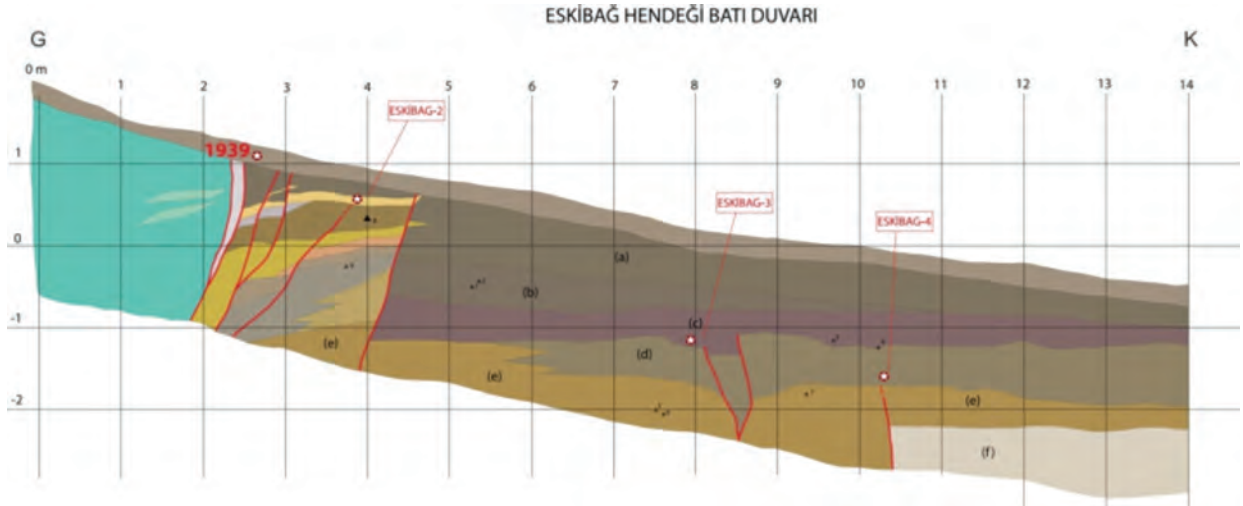 ESKİBAĞ HENDEĞİ BATI DUVARI
G
K
0 m 1 2 3 4 5 6 7 8 9 10 11 12 13 14
ESKİBAG-2
1939
1
ESKİBAG-3
ESKİBAG-4
0
(a)
(b)
-1
(c)
(e)
(d)
(e)
(e)
-2
(f)